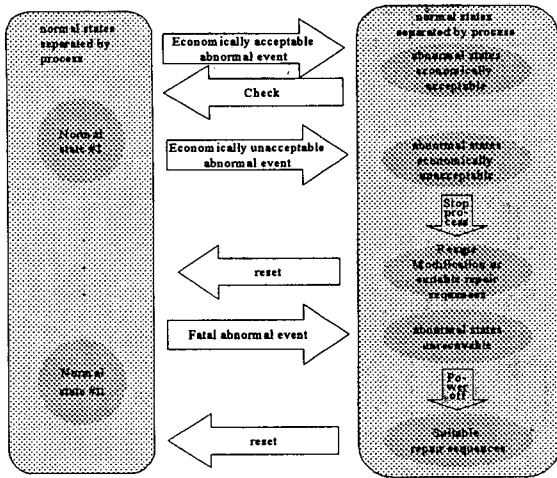 normal states
separated by
process
Normal
state #1
Normal
state #n
Economically acceptable
abnormal event
Check
Economically unacceptable
abnormal event
reset
Fatal abnormal event
reset
normal states
separated by process
abnormal states
economically
acceptable
abnormal states
economically
unacceptable
Stop
pro-
cess
Modification or
suitable repair
sequences
abnormal states
Po-
wer
off
Suitable
repair sequences